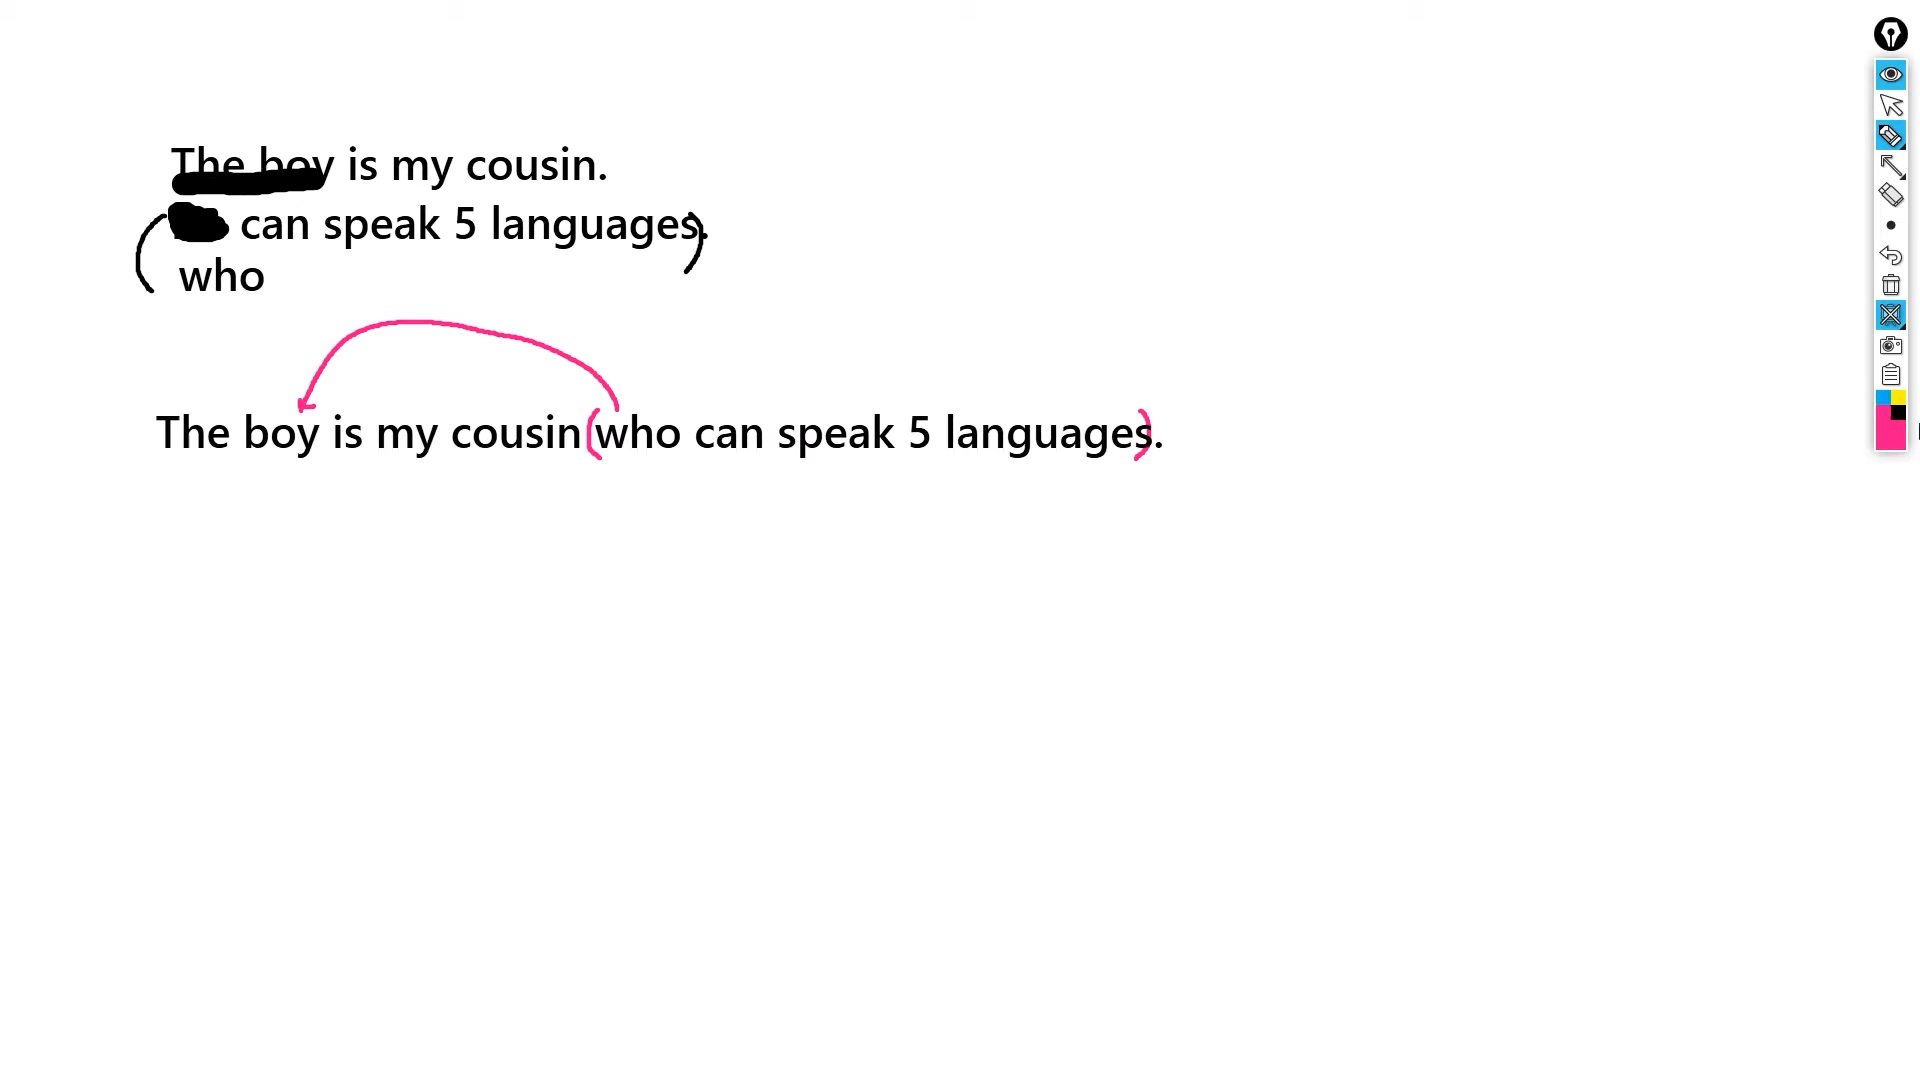 The boy is my cousin.
can speak 5 languages.
who
The boy is my cousin who can speak 5 languages.